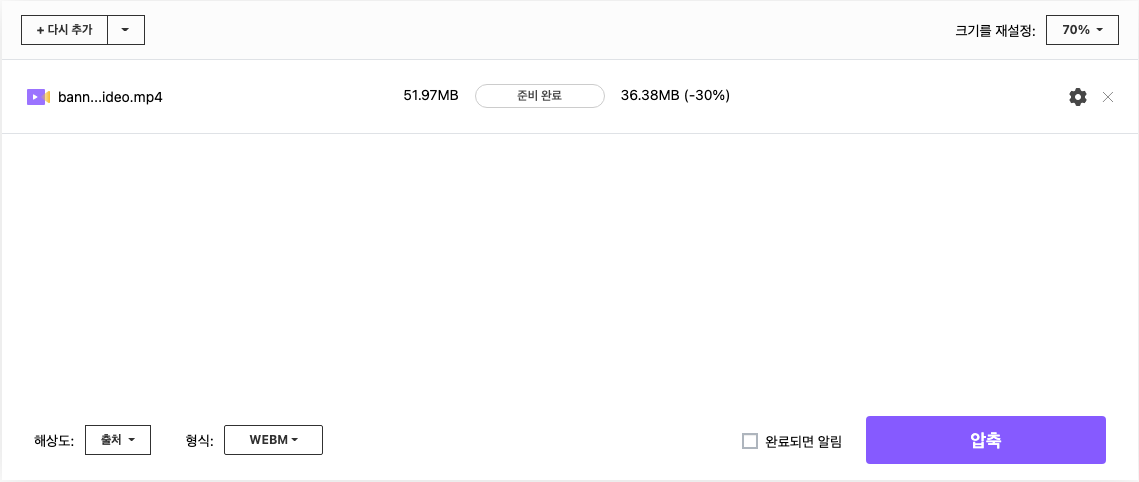 + 다시 추가
크기를 재설정: 70%
bann...ideo.mp4 51.97MB 준비 완료 36.38MB (-30%)
해상도: 출처 형식: WEBM 완료되면 알림 압축